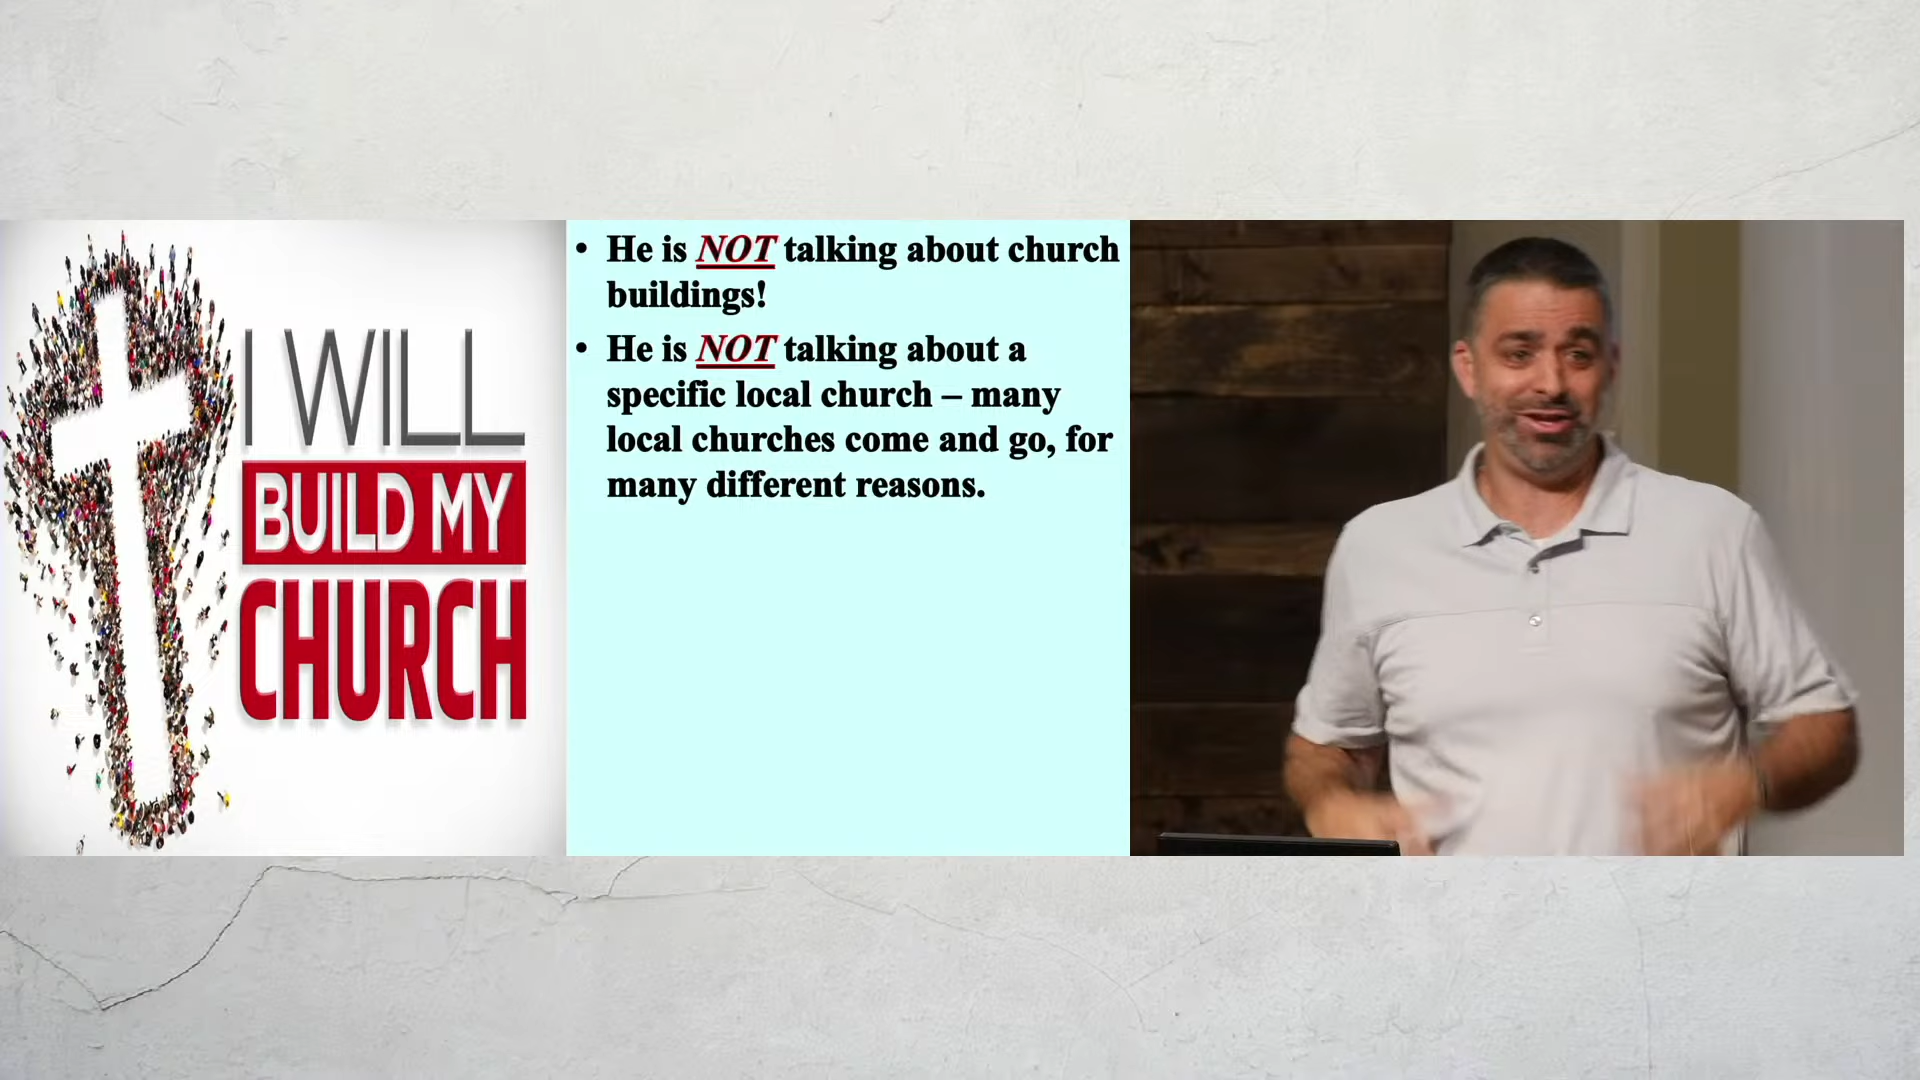 I WILL
BUILD MY
CHURCH
• He is NOT talking about church
buildings!
• He is NOT talking about a
specific local church – many
local churches come and go, for
many different reasons.